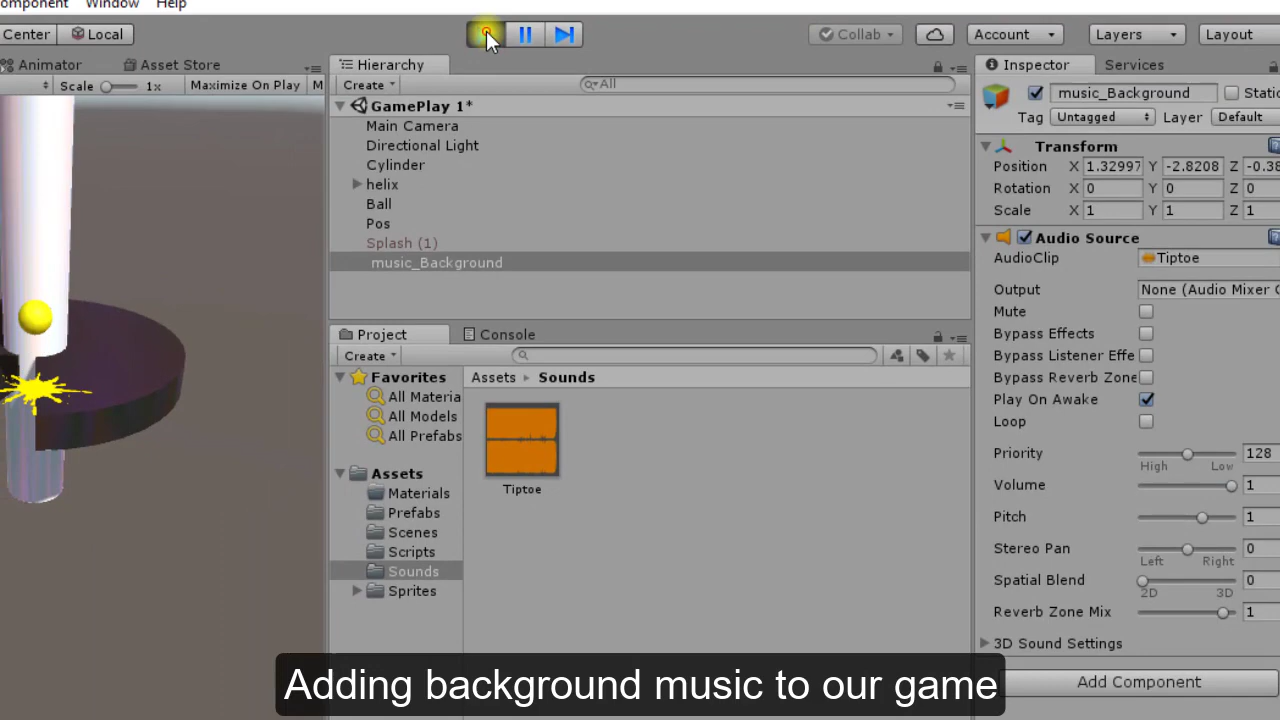 omponent Window Help
Center Local Collab Account Layers Layout
Animator Asset Store Hierarchy Inspector Services
Scale 1x Maximize On Play M Create All
GamePlay 1*
music_Background Static
Tag Untagged Layer Default
Main Camera
Directional Light
Cylinder
helix
Ball
Pos
Splash (1)
music_Background
Transform
Position X 1.32997 Y -2.8208 Z -0.38
Rotation X 0 Y 0 Z 0
Scale X 1 Y 1 Z 1
Audio Source
AudioClip Tiptoe
Output None (Audio Mixer G
Mute
Bypass Effects
Bypass Listener Effe
Bypass Reverb Zone
Play On Awake
Loop
Priority 128
High Low
Volume 1
Pitch 1
Stereo Pan 0
Left Right
Spatial Blend 0
2D 3D
Reverb Zone Mix 1
3D Sound Settings
Add Component
Project Console
Create
Favorites
All Materia
All Models
All Prefabs
Assets
Materials
Prefabs
Scenes
Scripts
Sounds
Sprites
Assets Sounds
Tiptoe
Adding background music to our game